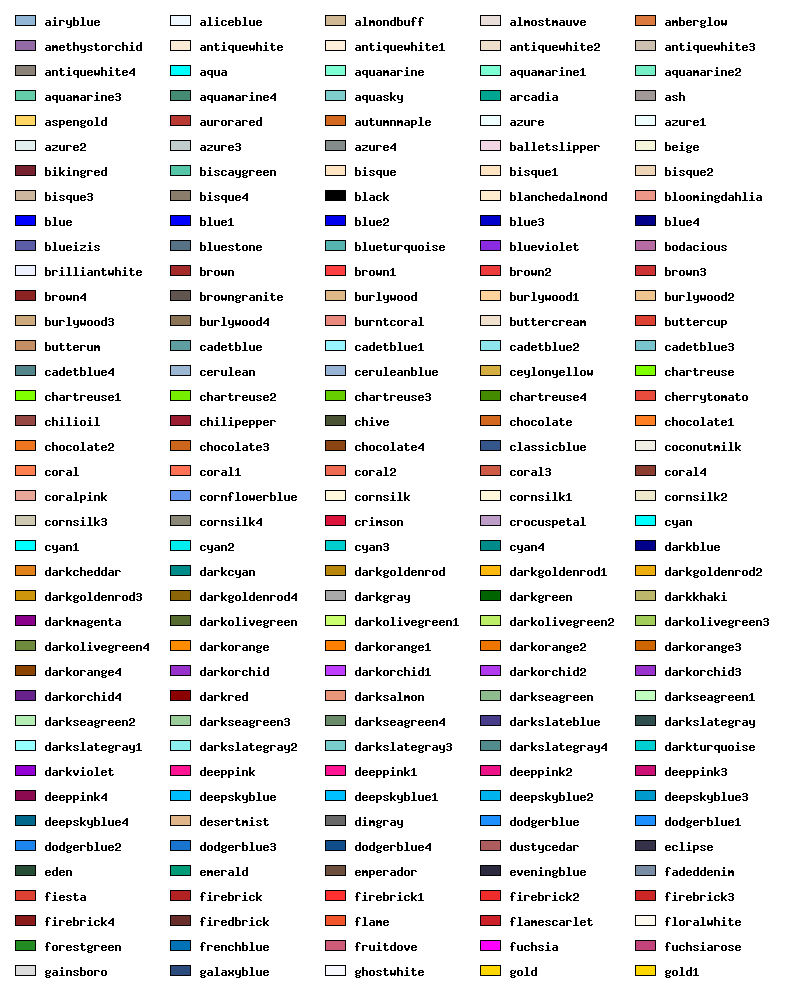 airyblue aliceblue almondbuff almostmauve amberglow
amethystorchid antiquewhite antiquewhite1 antiquewhite2 antiquewhite3
antiquewhite4 aqua aquamarine aquamarine1 aquamarine2
aquamarine3 aquamarine4 aquasky arcadia ash
aspengold aurorared autumnmaple azure azure1
azure2 azure3 azure4 balletslipper beige
bikingred biscaygreen bisque bisque1 bisque2
bisque3 bisque4 black blanchedalmond bloomingdahlia
blue blue1 blue2 blue3 blue4
blueizis bluestone blueturquoise blueviolet bodacious
brilliantwhite brown brown1 brown2 brown3
brown4 browngranite burlywood burlywood1 burlywood2
burlywood3 burlywood4 burntcoral buttercream buttercup
butterum cadetblue cadetblue1 cadetblue2 cadetblue3
cadetblue4 cerulean ceruleanblue ceylonyellow chartreuse
chartreuse1 chartreuse2 chartreuse3 chartreuse4 cherrytomato
chilioil chilipepper chive chocolate chocolate1
chocolate2 chocolate3 chocolate4 classicblue coconutmilk
coral coral1 coral2 coral3 coral4
coralpink cornflowerblue cornsilk cornsilk1 cornsilk2
cornsilk3 cornsilk4 crimson crocuspetal cyan
cyan1 cyan2 cyan3 cyan4 darkblue
darkcheddar darkcyan darkgoldenrod darkgoldenrod1 darkgoldenrod2
darkgoldenrod3 darkgoldenrod4 darkgray darkgreen darkkhaki
darkmagenta darkolivegreen darkolivegreen1 darkolivegreen2 darkolivegreen3
darkolivegreen4 darkorange darkorange1 darkorange2 darkorange3
darkorange4 darkorchid darkorchid1 darkorchid2 darkorchid3
darkorchid4 darkred darksalmon darkseagreen darkseagreen1
darkseagreen2 darkseagreen3 darkseagreen4 darkslateblue darkslategray
darkslategray1 darkslategray2 darkslategray3 darkslategray4 darkturquoise
darkviolet deeppink deeppink1 deeppink2 deeppink3
deeppink4 deepskyblue deepskyblue1 deepskyblue2 deepskyblue3
deepskyblue4 desertmist dimgray dodgerblue dodgerblue1
dodgerblue2 dodgerblue3 dodgerblue4 dustycedar eclipse
eden emerald emperador eveningblue fadeddenim
fiesta firebrick firebrick1 firebrick2 firebrick3
firebrick4 firedbrick flame flamescarlet floralwhite
forestgreen frenchblue fruitdove fuchsia fuchsiarose
gainsboro galaxyblue ghostwhite gold gold1